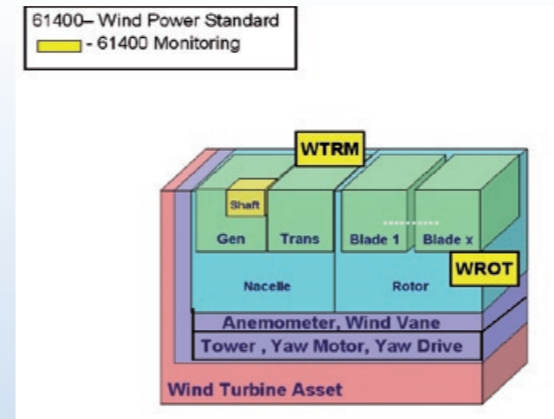 61400– Wind Power Standard
- 61400 Monitoring
WTRM
Shaft
Gen
Trans
Blade 1
Blade x
WROT
Nacelle
Rotor
Anemometer, Wind Vane
Tower , Yaw Motor, Yaw Drive
Wind Turbine Asset